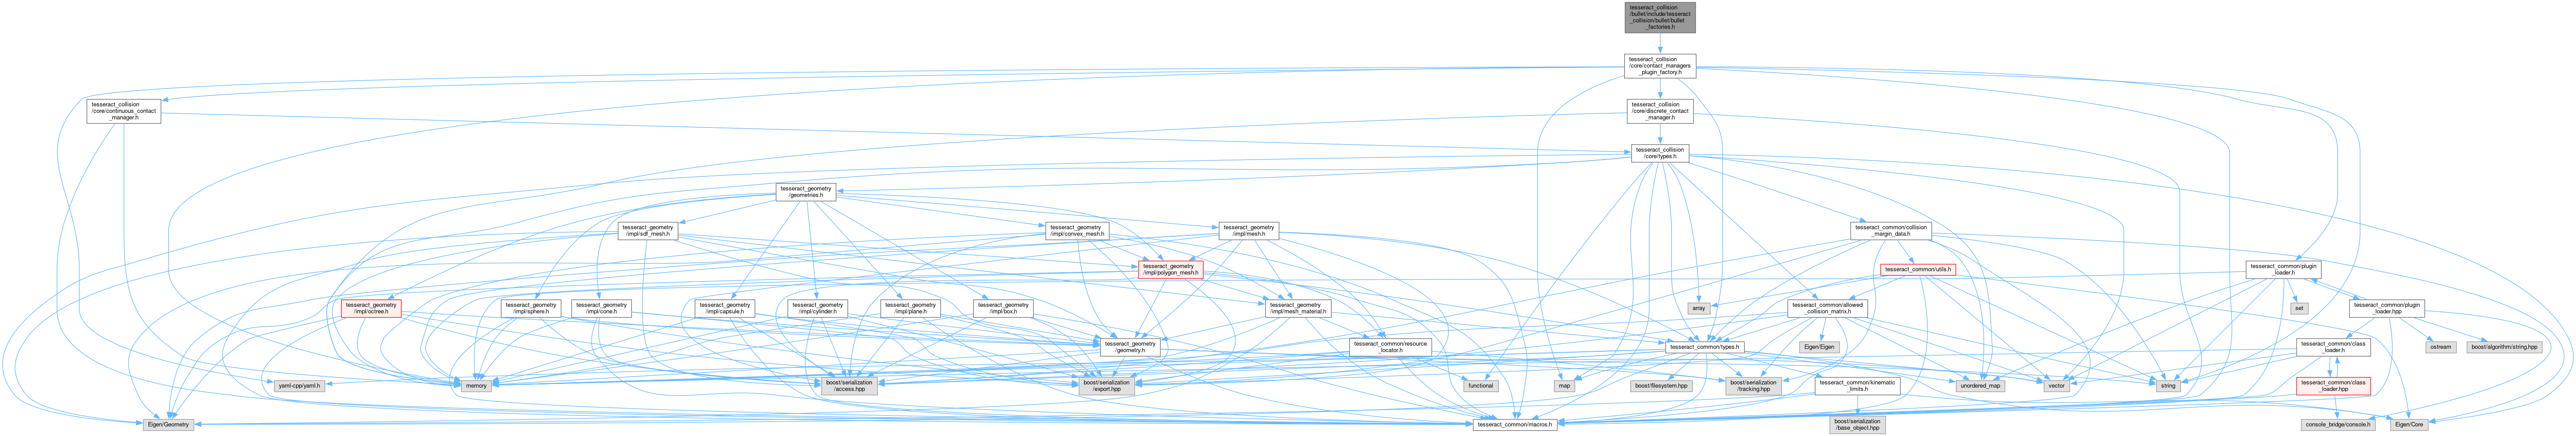 tesseract_collision
/bullet/include/tesseract
_collision/bullet/bullet
_factories.h
tesseract_collision
/core/contact_managers
_plugin_factory.h
tesseract_collision
/core/continuous_contact
_manager.h
tesseract_collision
/core/discrete_contact
_manager.h
tesseract_collision
/core/types.h
tesseract_geometry
/geometries.h
tesseract_geometry
/impl/sdf_mesh.h
tesseract_geometry
/impl/convex_mesh.h
tesseract_geometry
/impl/mesh.h
tesseract_common/collision
_margin_data.h
tesseract_geometry
/impl/polygon_mesh.h
tesseract_common/utils.h
tesseract_common/plugin
_loader.h
tesseract_geometry
/impl/octree.h
tesseract_geometry
/impl/sphere.h
tesseract_geometry
/impl/cone.h
tesseract_geometry
/impl/capsule.h
tesseract_geometry
/impl/cylinder.h
tesseract_geometry
/impl/plane.h
tesseract_geometry
/impl/box.h
tesseract_geometry
/impl/mesh_material.h
array
tesseract_common/allowed
_collision_matrix.h
set
tesseract_common/plugin
_loader.hpp
tesseract_geometry
/geometry.h
tesseract_common/resource
_locator.h
tesseract_common/types.h
Eigen/Eigen
tesseract_common/class
_loader.h
ostream
boost/algorithm/string.hpp
yaml-cpp/yaml.h
memory
boost/serialization
/access.hpp
boost/serialization
/export.hpp
functional
map
boost/filesystem.hpp
boost/serialization
/tracking.hpp
tesseract_common/kinematic
_limits.h
unordered_map
vector
string
tesseract_common/class
_loader.hpp
Eigen/Geometry
tesseract_common/macros.h
boost/serialization
/base_object.hpp
console_bridge/console.h
Eigen/Core